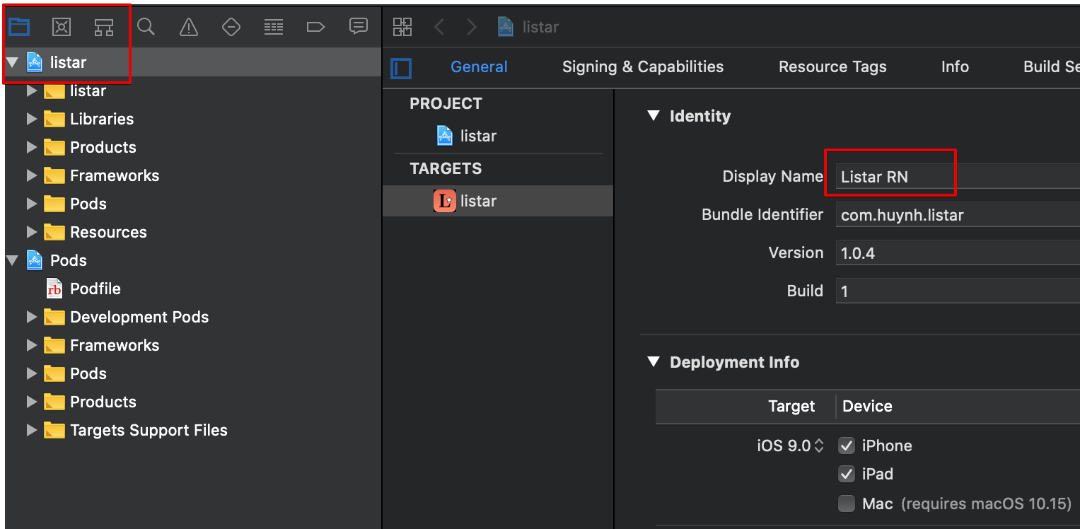 listar
General
Signing & Capabilities
Resource Tags
Info
Build Se
listar
listar
Libraries
Products
Frameworks
Pods
Resources
Pods
rb
Podfile
Development Pods
Frameworks
Pods
Products
Targets Support Files
PROJECT
listar
TARGETS
L
listar
Identity
Display Name
Listar RN
Bundle Identifier
com.huynh.listar
Version
1.0.4
Build
1
Deployment Info
Target
Device
iOS 9.0
iPhone
iPad
Mac (requires macOS 10.15)